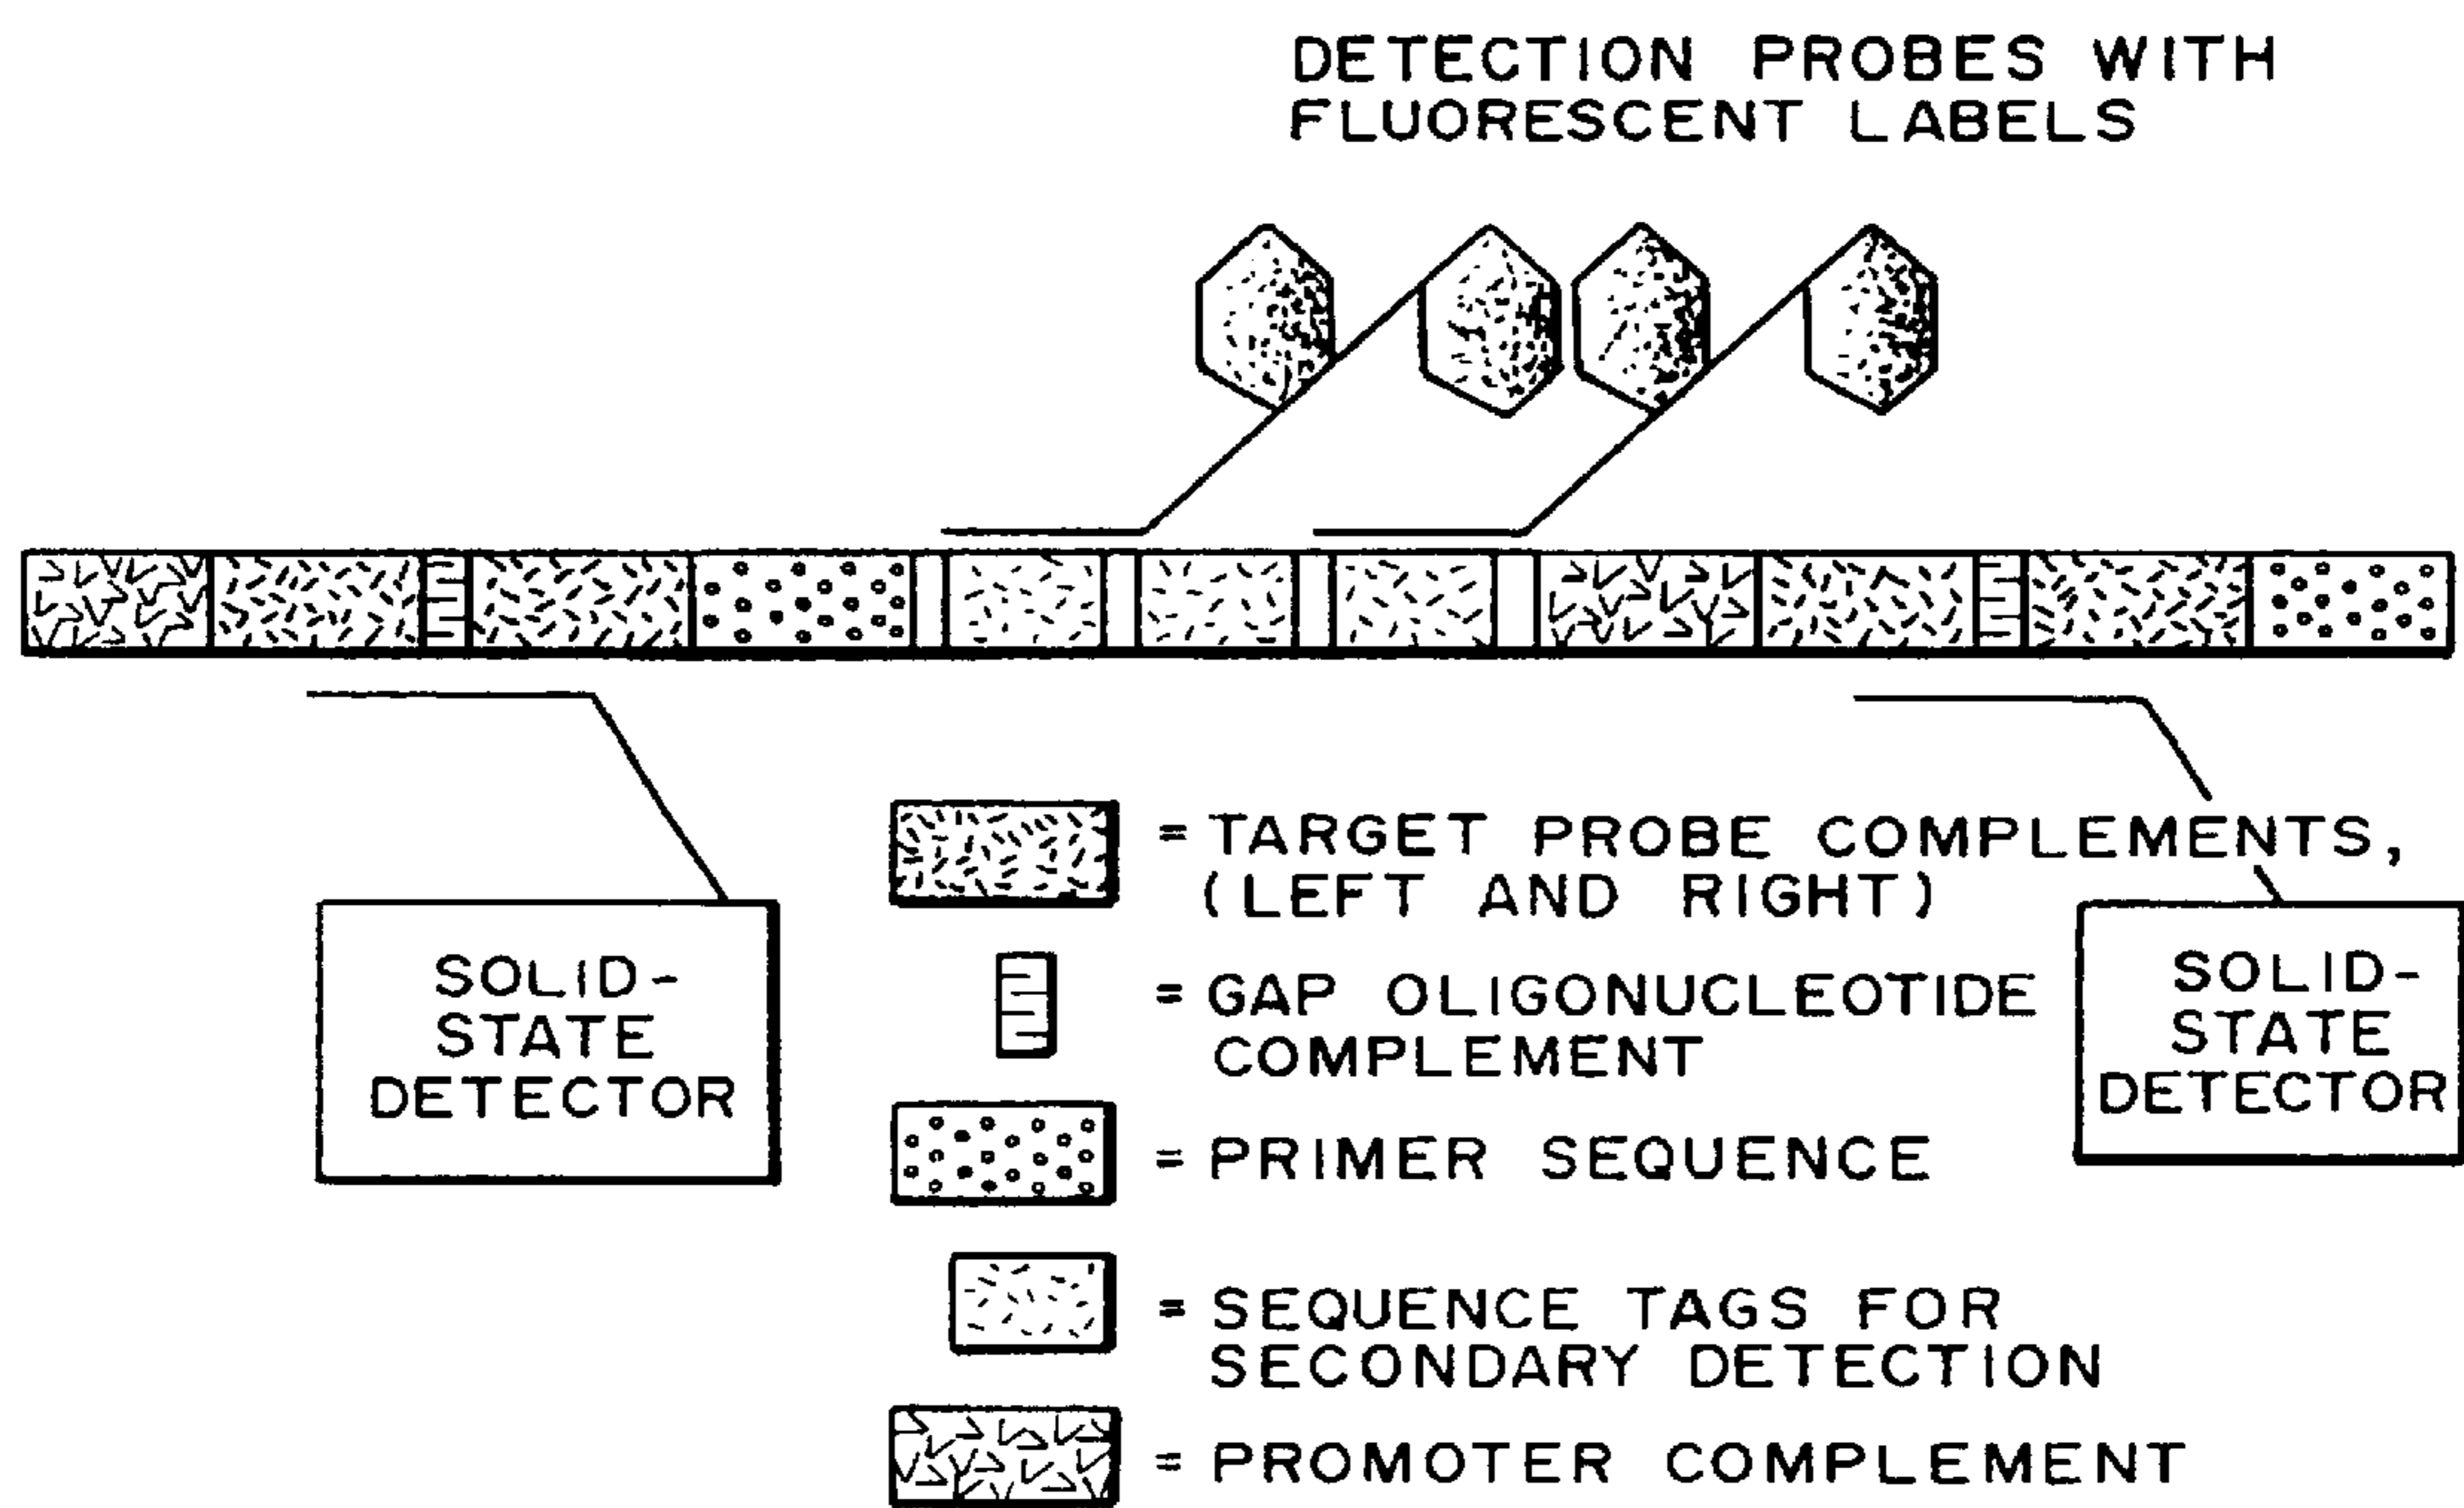 DETECTION PROBES WITH
FLUORESCENT LABELS
= TARGET PROBE COMPLEMENTS,
(LEFT AND RIGHT)
SOLID-
STATE
DETECTOR
= GAP OLIGONUCLEOTIDE
COMPLEMENT
SOLID-
STATE
DETECTOR
= PRIMER SEQUENCE
= SEQUENCE TAGS FOR
SECONDARY DETECTION
= PROMOTER COMPLEMENT